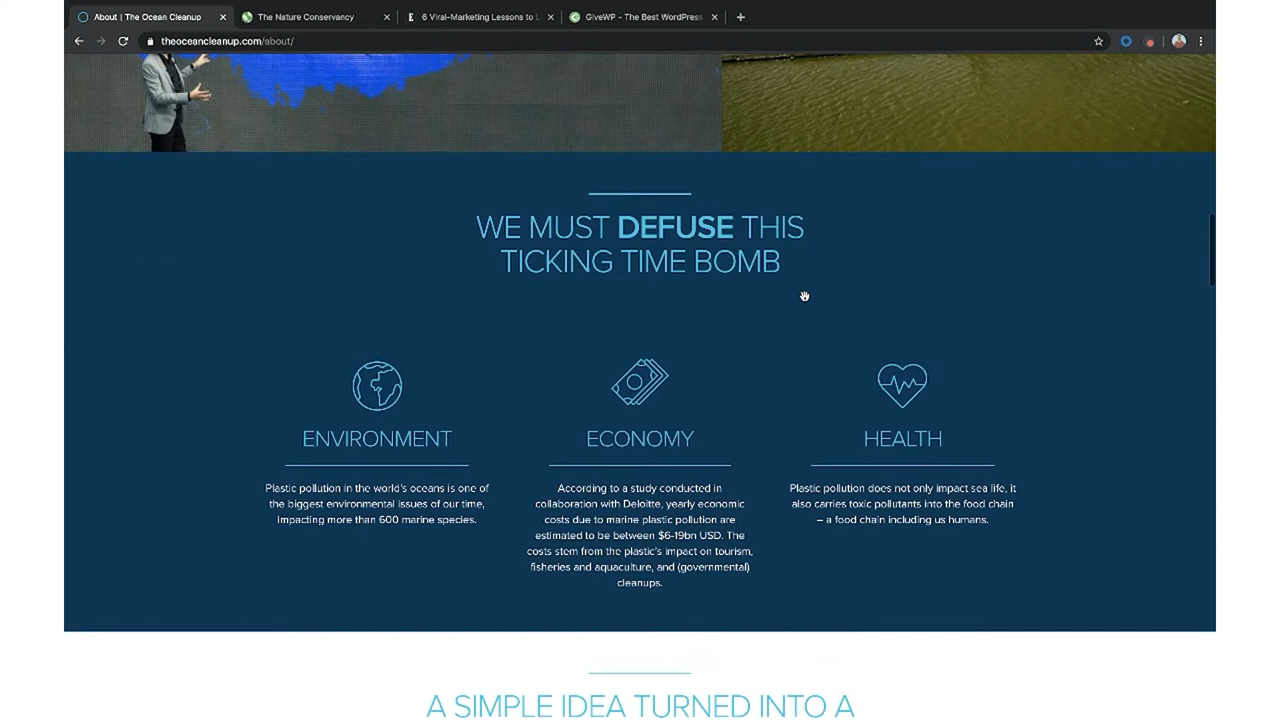 About | The Ocean Cleanup
The Nature Conservancy
6 Viral-Marketing Lessons to L
GiveWP - The Best WordPress
theoceancleanup.com/about/
WE MUST DEFUSE THIS
TICKING TIME BOMB
ENVIRONMENT
Plastic pollution in the world's oceans is one of
the biggest environmental issues of our time,
impacting more than 600 marine species.
ECONOMY
According to a study conducted in
collaboration with Deloitte, yearly economic
costs due to marine plastic pollution are
estimated to be between $6-19bn USD. The
costs stem from the plastic's impact on tourism,
fisheries and aquaculture, and (governmental)
cleanups.
HEALTH
Plastic pollution does not only impact sea life, it
also carries toxic pollutants into the food chain
– a food chain including us humans.
A SIMPLE IDEA TURNED INTO A